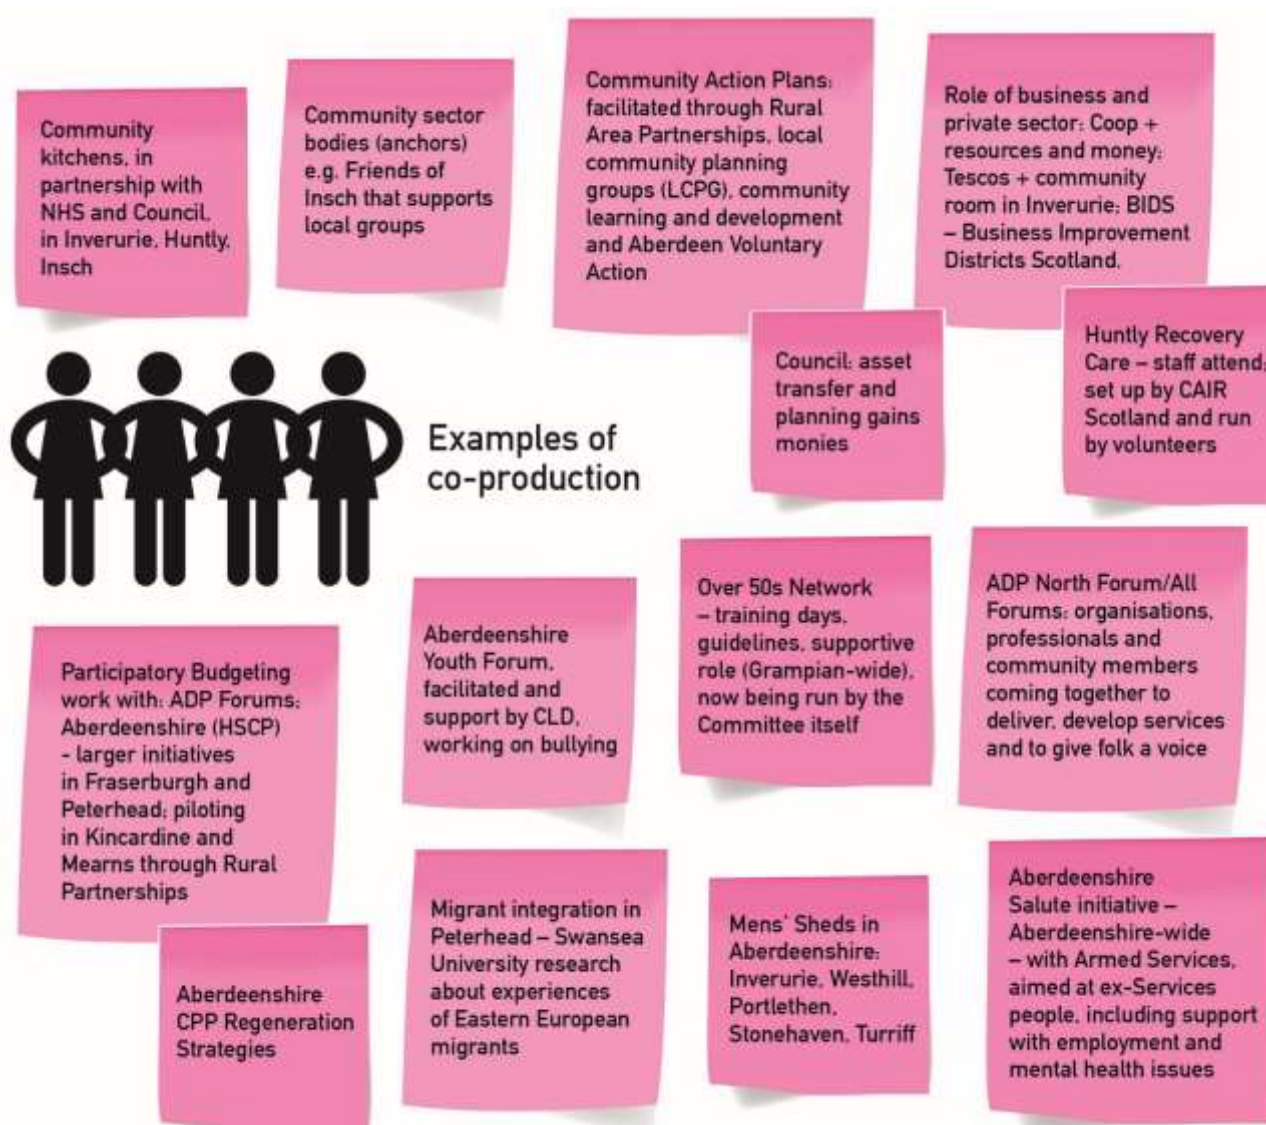 Community
kitchens, in
partnership with
NHS and Council,
in Inverurie, Huntly,
Insch
Community sector
bodies (anchors)
e.g. Friends of
Insch that supports
local groups
Community Action Plans:
facilitated through Rural
Area Partnerships, local
community planning
groups (LCPG), community
learning and development
and Aberdeen Voluntary
Action
Role of business and
private sector: Coop +
resources and money;
Tescos + community
room in Inverurie; BIDS
– Business Improvement
Districts Scotland.
Council: asset
transfer and
planning gains
monies
Huntly Recovery
Care – staff attend;
set up by CAIR
Scotland and run
by volunteers
Examples of
co-production
Participatory Budgeting
work with: ADP Forums;
Aberdeenshire (HSCP)
- larger initiatives
in Fraserburgh and
Peterhead; piloting
in Kincardine and
Mearns through Rural
Partnerships
Aberdeenshire
Youth Forum,
facilitated and
support by CLD,
working on bullying
Over 50s Network
– training days,
guidelines, supportive
role (Grampian-wide),
now being run by the
Committee itself
ADP North Forum/All
Forums: organisations,
professionals and
community members
coming together to
deliver, develop services
and to give folk a voice
Aberdeenshire
CPP Regeneration
Strategies
Migrant integration in
Peterhead – Swansea
University research
about experiences
of Eastern European
migrants
Mens' Sheds in
Aberdeenshire:
Inverurie, Westhill,
Portlethen,
Stonehaven, Turriff
Aberdeenshire
Salute initiative –
Aberdeenshire-wide
– with Armed Services,
aimed at ex-Services
people, including support
with employment and
mental health issues